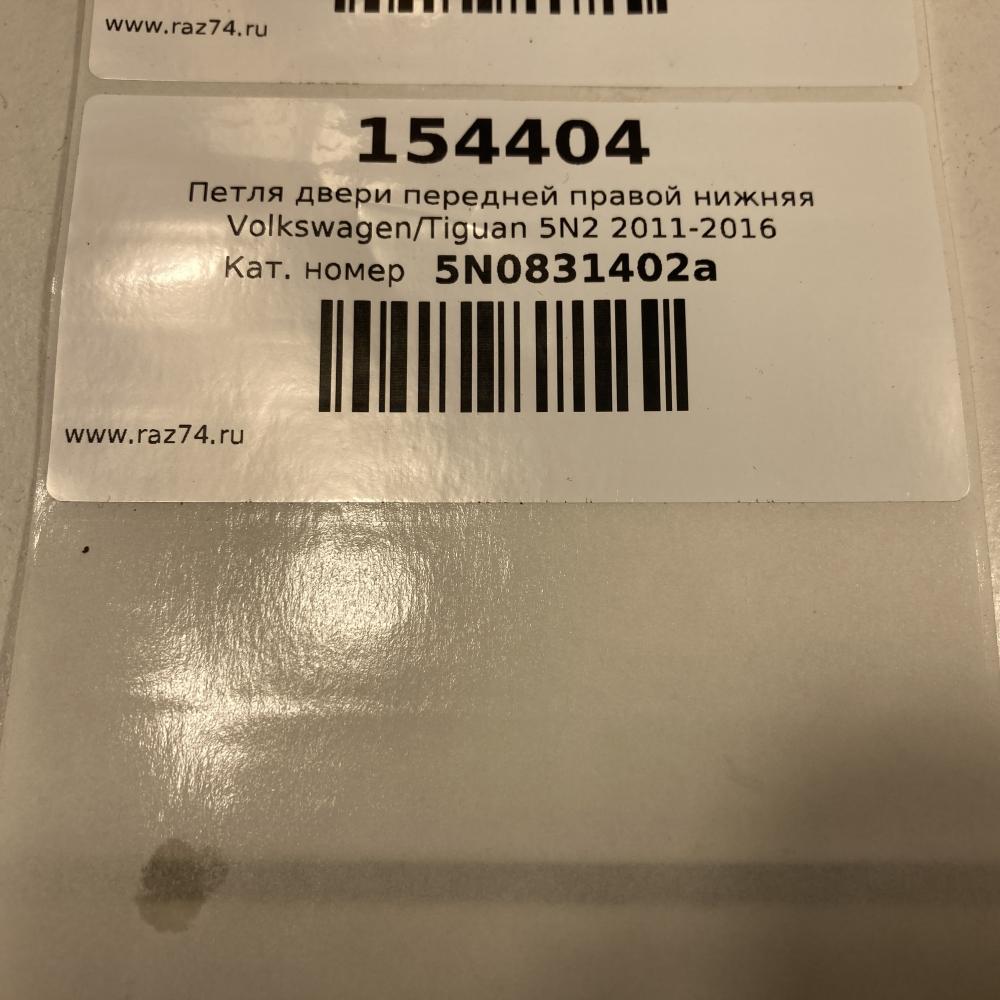 www.raz74.ru
154404
Петля двери передней правой нижняя
Volkswagen/Tiguan 5N2 2011-2016
Кат. номер 5N0831402a
www.raz74.ru